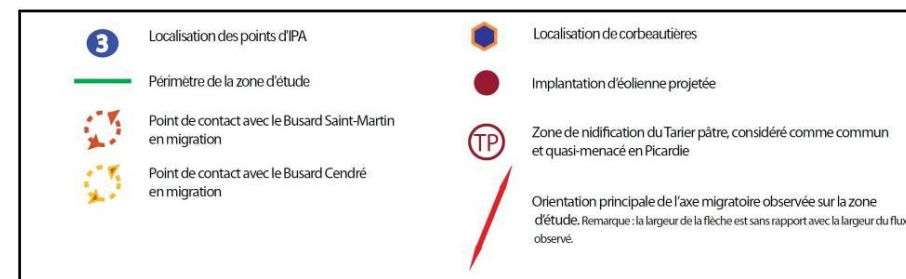 3
Localisation des points d'IPA
Périmètre de la zone d'étude
Point de contact avec le Busard Saint-Martin
en migration
Point de contact avec le Busard Cendré
en migration
Localisation de corbeautières
Implantation d'éolienne projetée
TP
Zone de nidification du Tarier pâtre, considéré comme commun
et quasi-menacé en Picardie
Orientation principale de l'axe migratoire observée sur la zone
d'étude. Remarque : la largeur de la flèche est sans rapport avec la largeur du flux
observé.